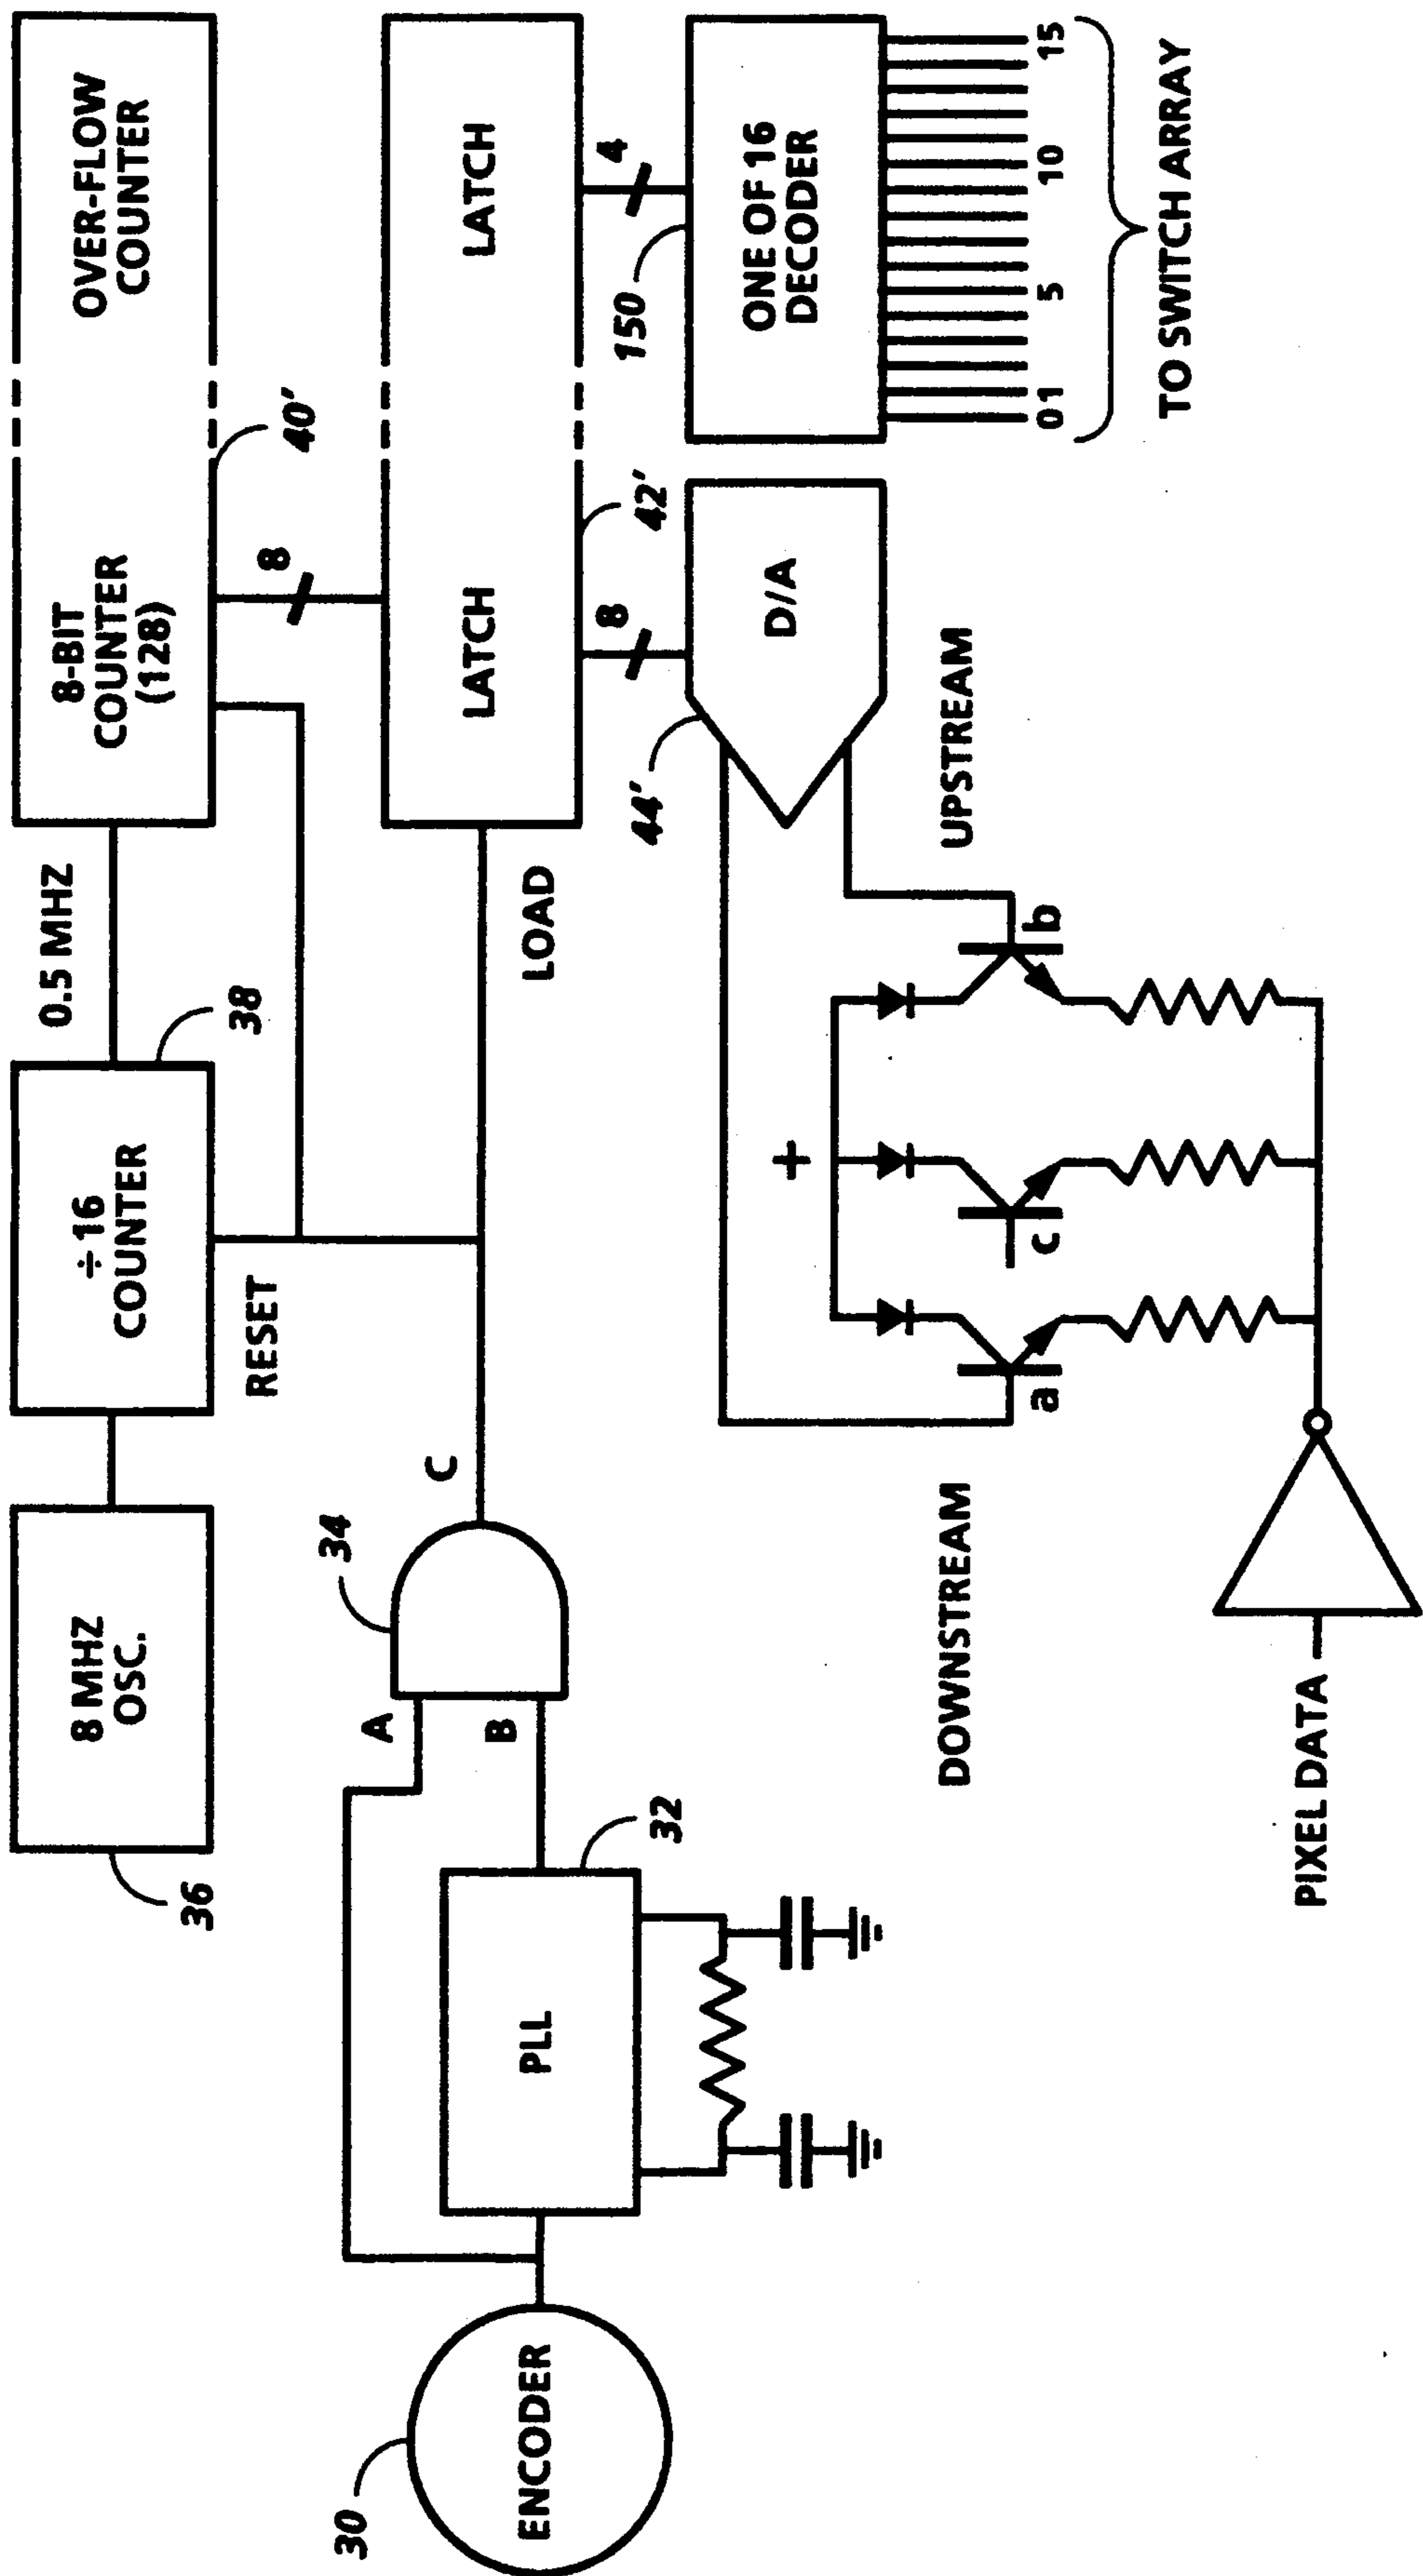 8 MHZ
OSC.
36
÷16
COUNTER
38
0.5 MHZ
8-BIT
COUNTER
(128)
OVER-FLOW
COUNTER
40'
RESET
8
30
ENCODER
PLL
32
A
B
34
C
LOAD
LATCH
LATCH
42'
8
4
44'
D/A
150
ONE OF 16
DECODER
0 1
5
10
15
TO SWITCH ARRAY
DOWNSTREAM
UPSTREAM
+
a
c
b
PIXEL DATA